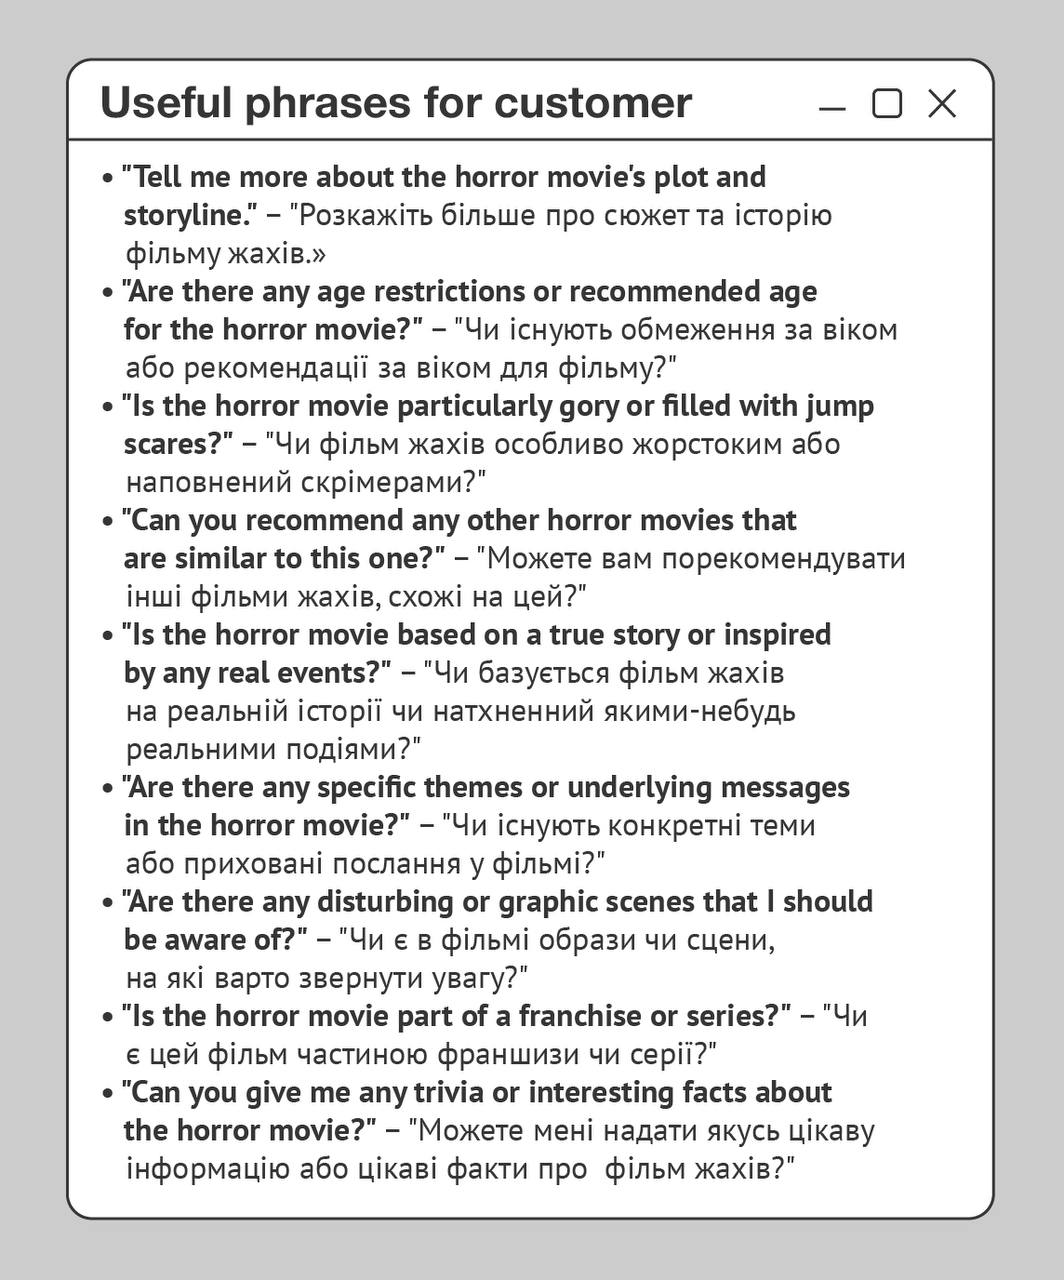 Useful phrases for customer
• "Tell me more about the horror movie's plot and
storyline." – "Розкажіть більше про сюжет та історію
фільму жахів.»
• "Are there any age restrictions or recommended age
for the horror movie?" – "Чи існують обмеження за віком
або рекомендації за віком для фільму?"
• "Is the horror movie particularly gory or filled with jump
scares?" – "Чи фільм жахів особливо жорстоким або
наповнений скрімерами?"
• "Can you recommend any other horror movies that
are similar to this one?" – "Можете вам порекомендувати
інші фільми жахів, схожі на цей?"
• "Is the horror movie based on a true story or inspired
by any real events?" – "Чи базується фільм жахів
на реальній історії чи натхненний якими-небудь
реальними подіями?"
• "Are there any specific themes or underlying messages
in the horror movie?" – "Чи існують конкретні теми
або приховані послання у фільмі?"
• "Are there any disturbing or graphic scenes that I should
be aware of?" – "Чи є в фільмі образи чи сцени,
на які варто звернути увагу?"
• "Is the horror movie part of a franchise or series?" – "Чи
є цей фільм частиною франшизи чи серії?"
• "Can you give me any trivia or interesting facts about
the horror movie?" – "Можете мені надати якусь цікаву
інформацію або цікаві факти про  фільм жахів?"